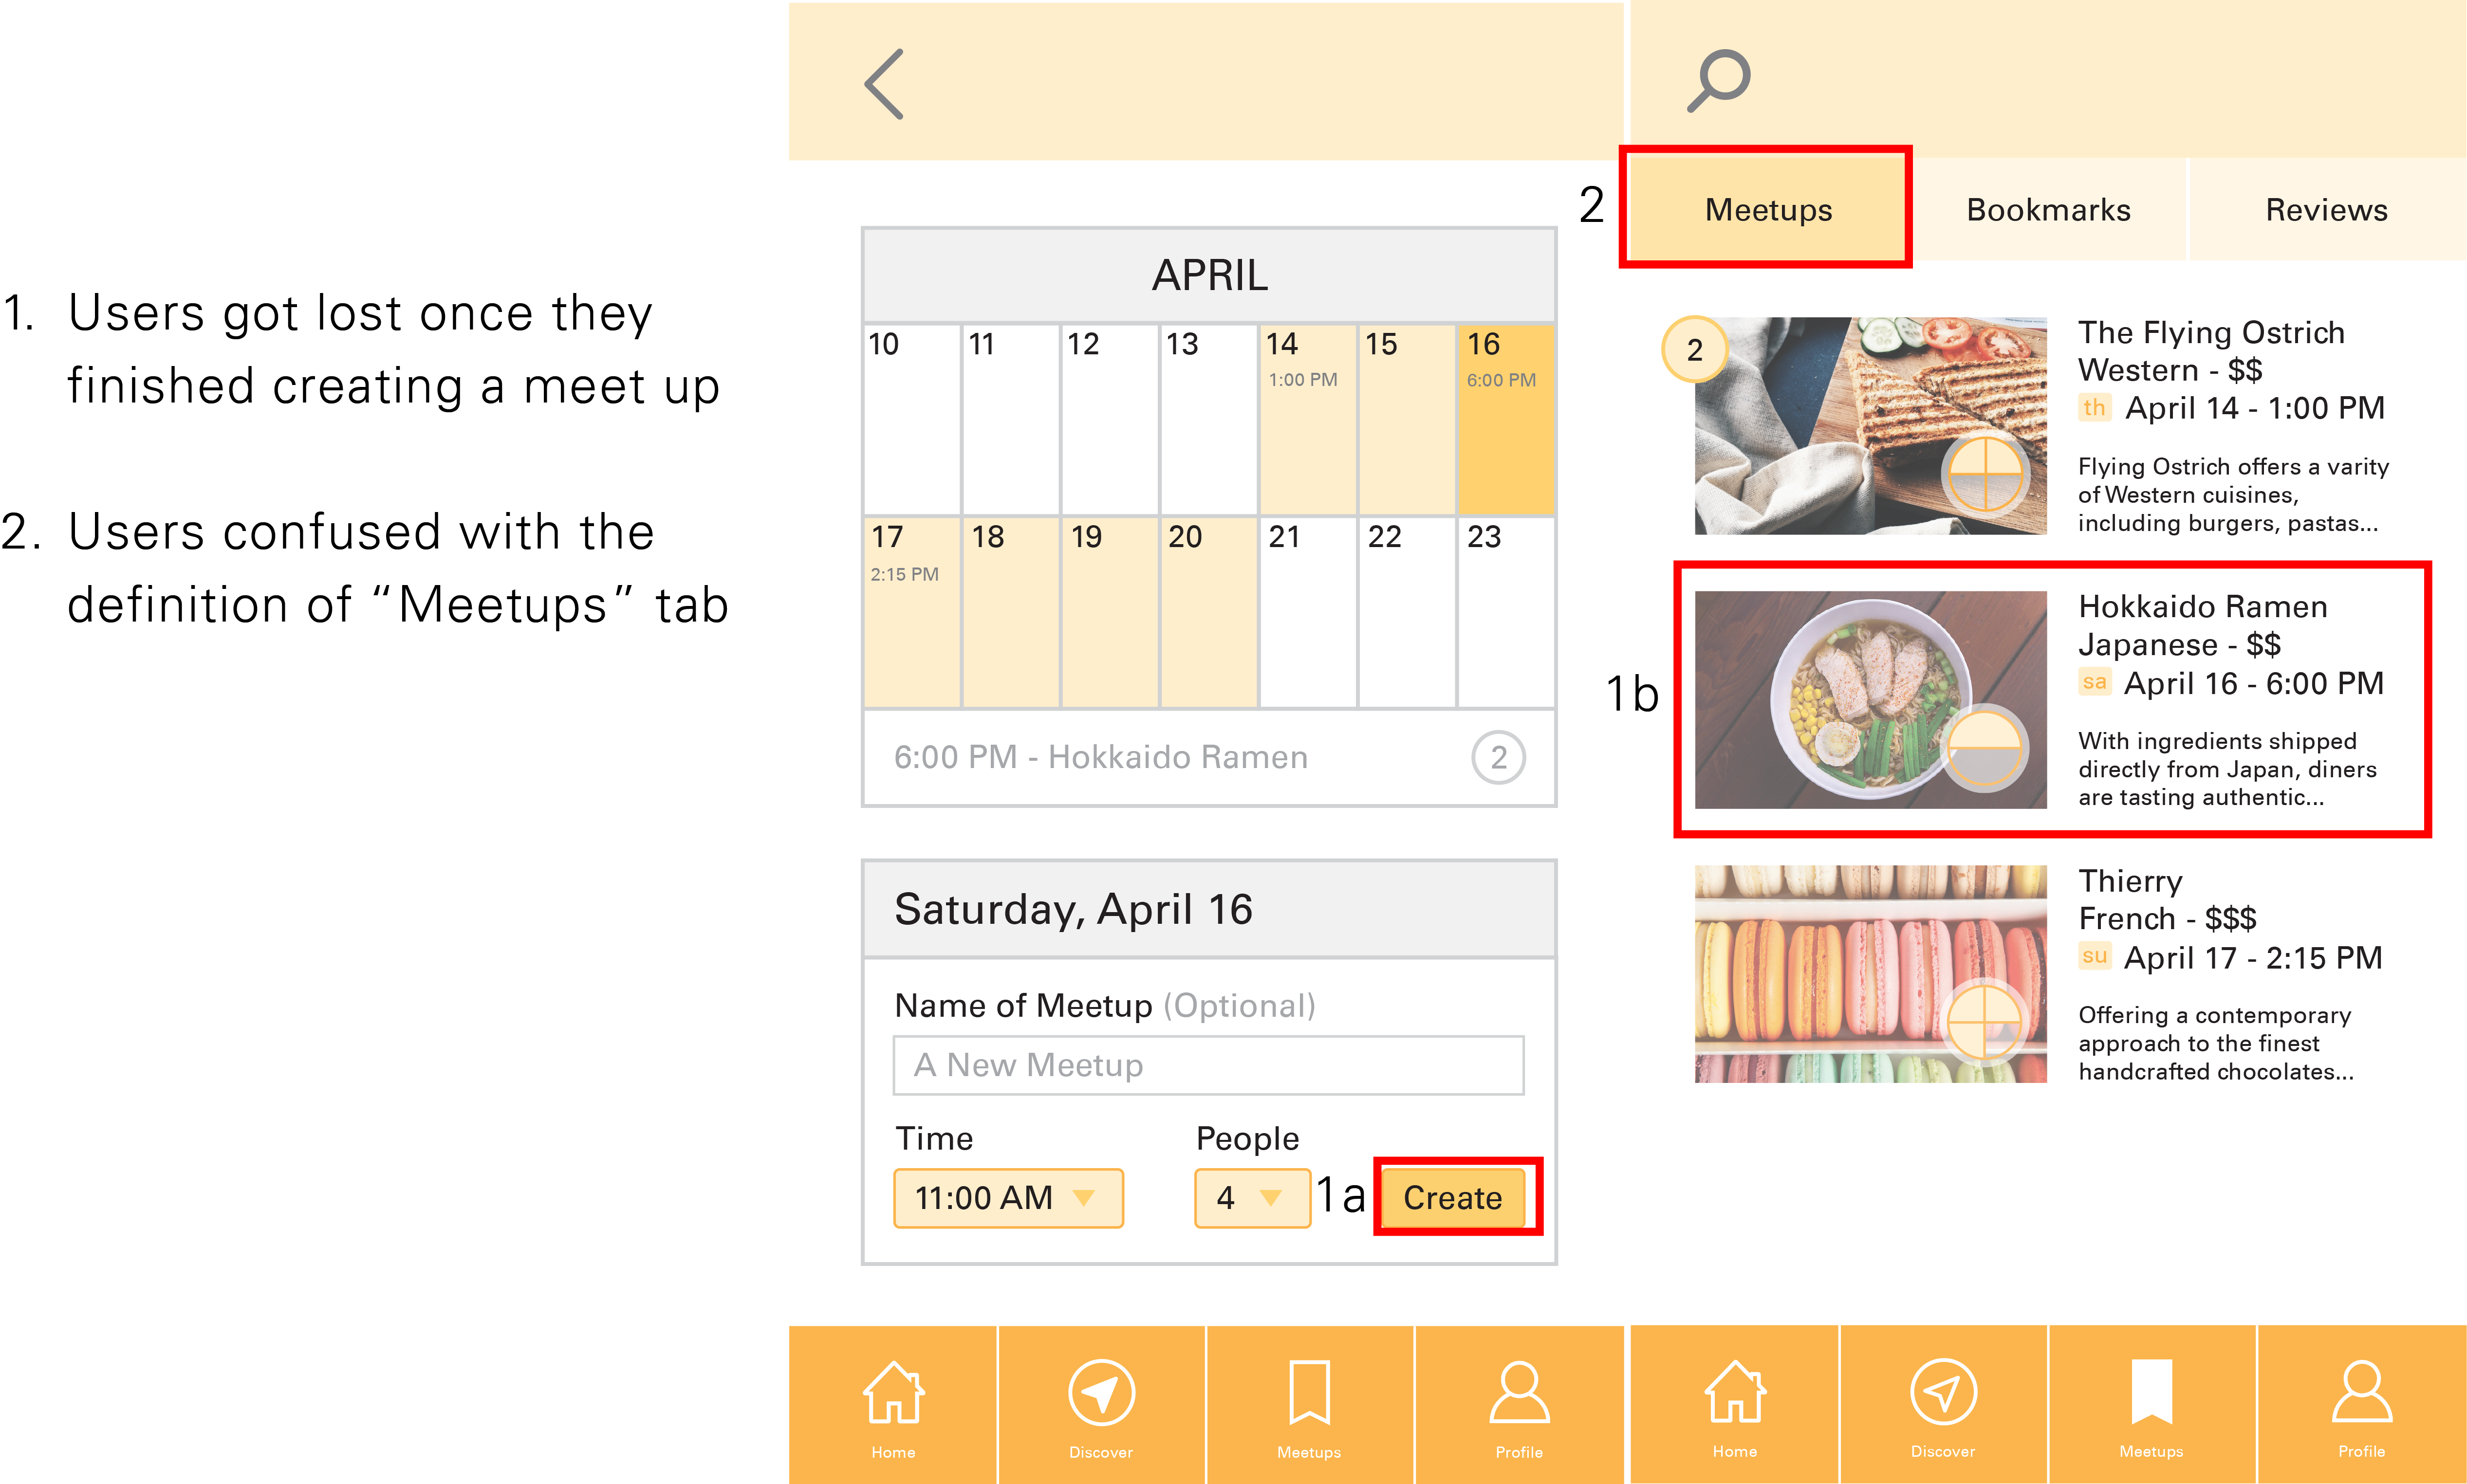 1. Users got lost once they
finished creating a meet up
2. Users confused with the
definition of “Meetups” tab
APRIL
10 11 12 13 14 15 16
1:00 PM 6:00 PM
17 18 19 20 21 22 23
2:15 PM
6:00 PM - Hokkaido Ramen 2
Saturday, April 16
Name of Meetup (Optional)
A New Meetup
Time People
11:00 AM 4 1a Create
Home Discover Meetups Profile
2 Meetups Bookmarks Reviews
2
The Flying Ostrich
Western - $$
th April 14 - 1:00 PM
Flying Ostrich offers a varity
of Western cuisines,
including burgers, pastas...
1b
Hokkaido Ramen
Japanese - $$
sa April 16 - 6:00 PM
With ingredients shipped
directly from Japan, diners
are tasting authentic...
Thierry
French - $$$
su April 17 - 2:15 PM
Offering a contemporary
approach to the finest
handcrafted chocolates...
Home Discover Meetups Profile